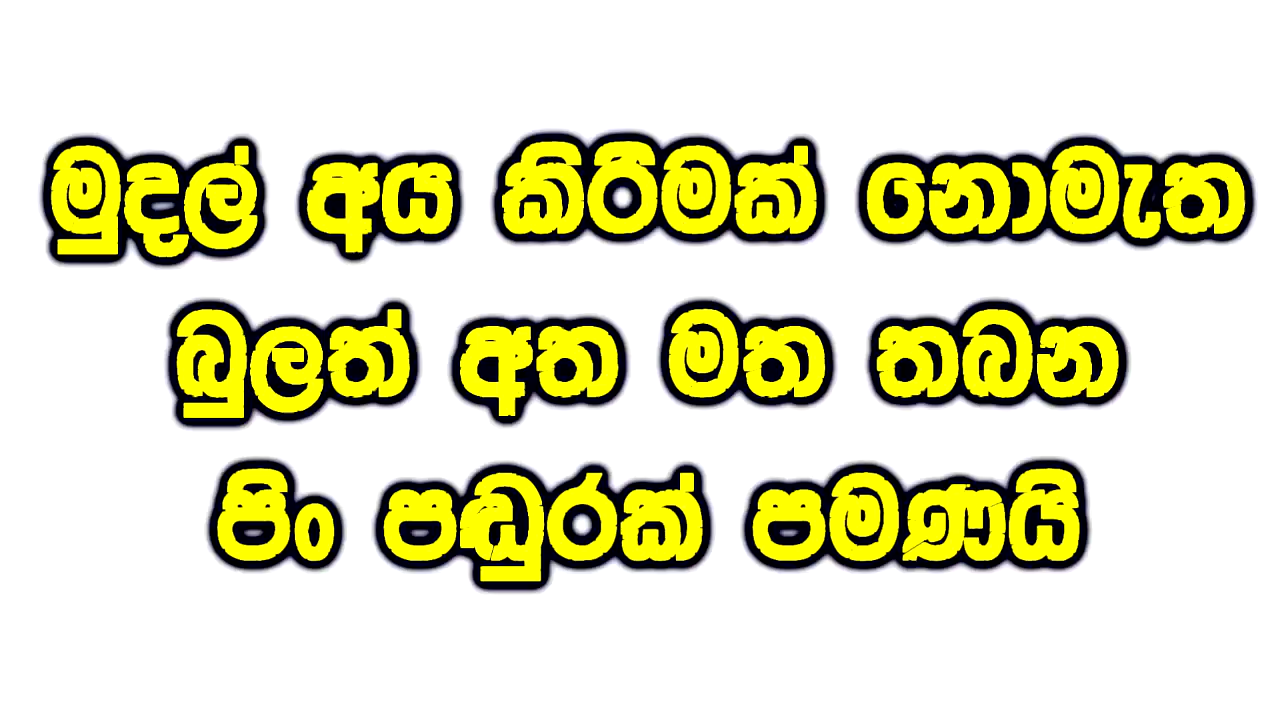 මුදල් අය කිරීමක් නොමැත
බුලත් අත මත තබන
පිං පඬුරක් පමණයි